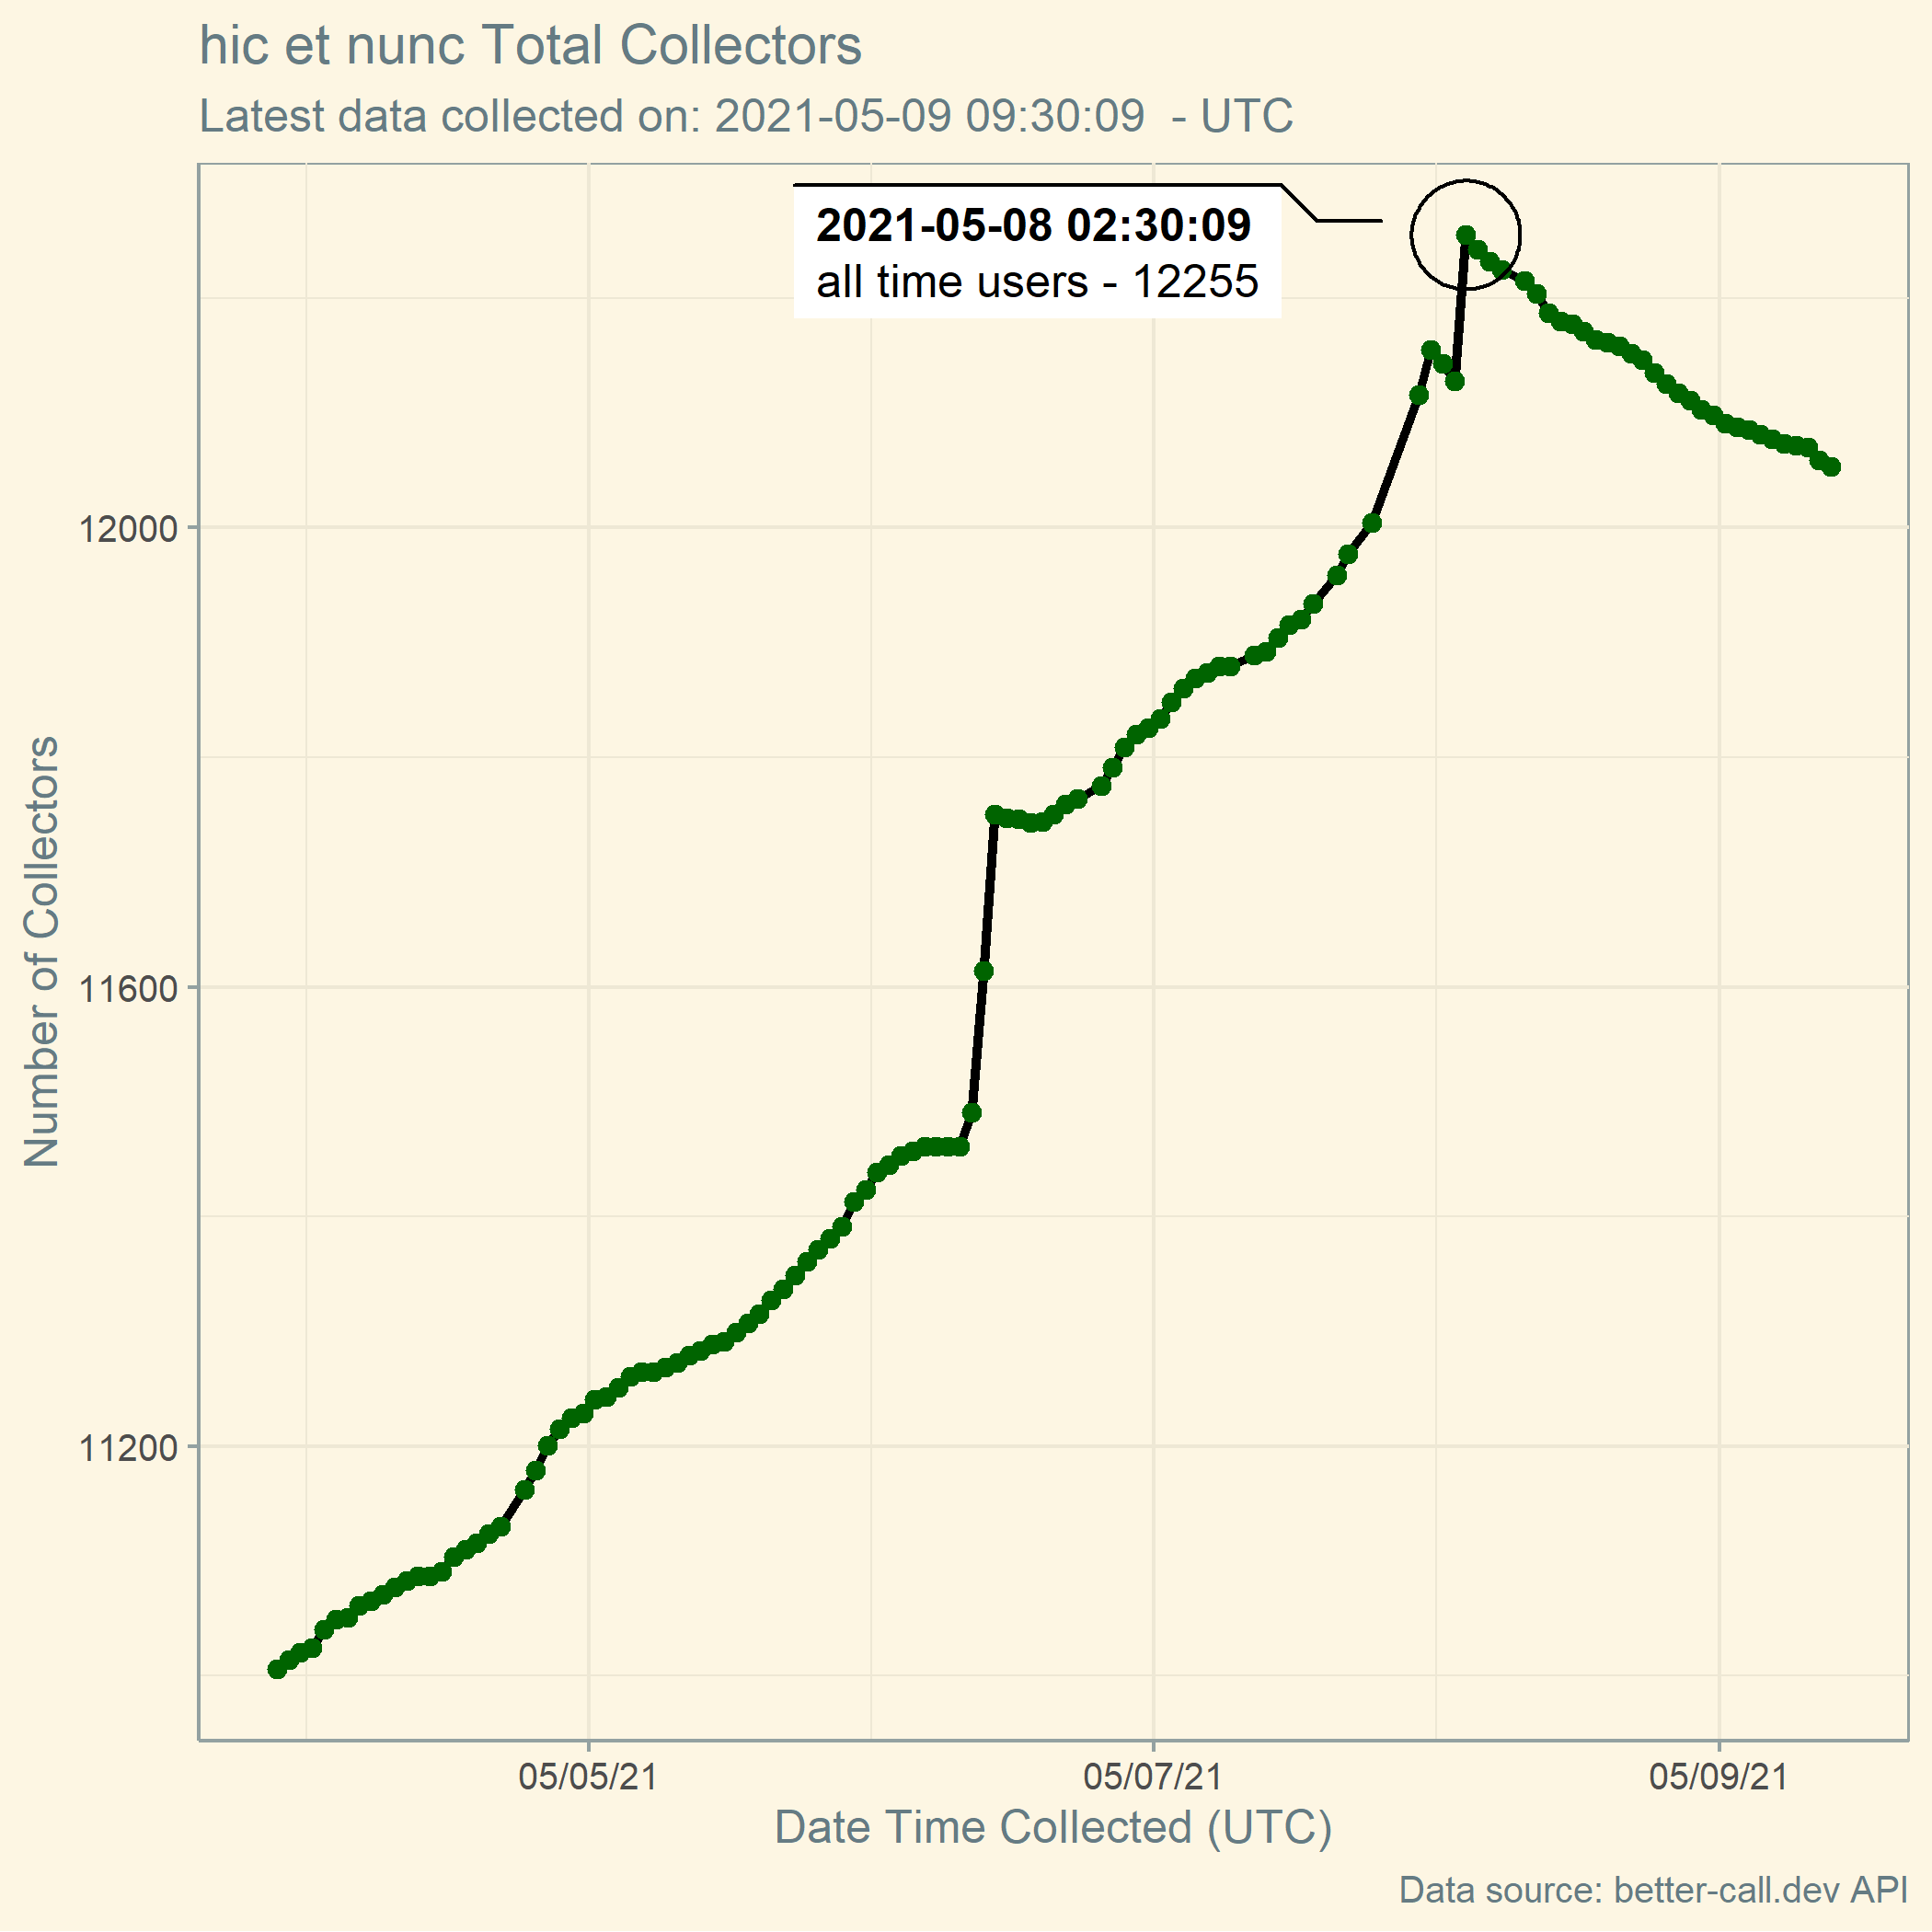 hic et nunc Total Collectors
Latest data collected on: 2021-05-09 09:30:09  - UTC
2021-05-08 02:30:09
all time users - 12255
Number of Collectors
12000
11600
11200
05/05/21
05/07/21
05/09/21
Date Time Collected (UTC)
Data source: better-call.dev API